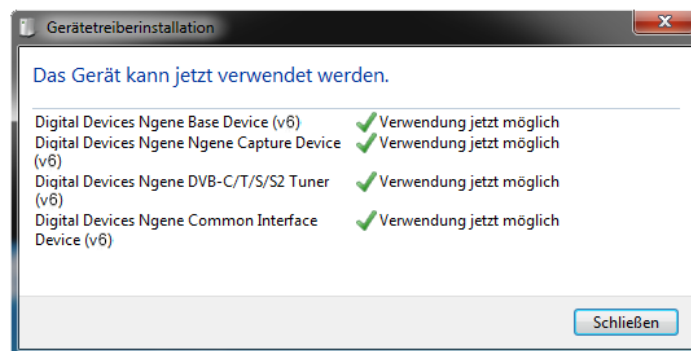 Gerätetreiberinstallation
Das Gerät kann jetzt verwendet werden.
Digital Devices Ngene Base Device (v6) Verwendung jetzt möglich
Digital Devices Ngene Ngene Capture Device Verwendung jetzt möglich
(v6)
Digital Devices Ngene DVB-C/T/S/S2 Tuner Verwendung jetzt möglich
(v6)
Digital Devices Ngene Common Interface Verwendung jetzt möglich
Device (v6)
Schließen